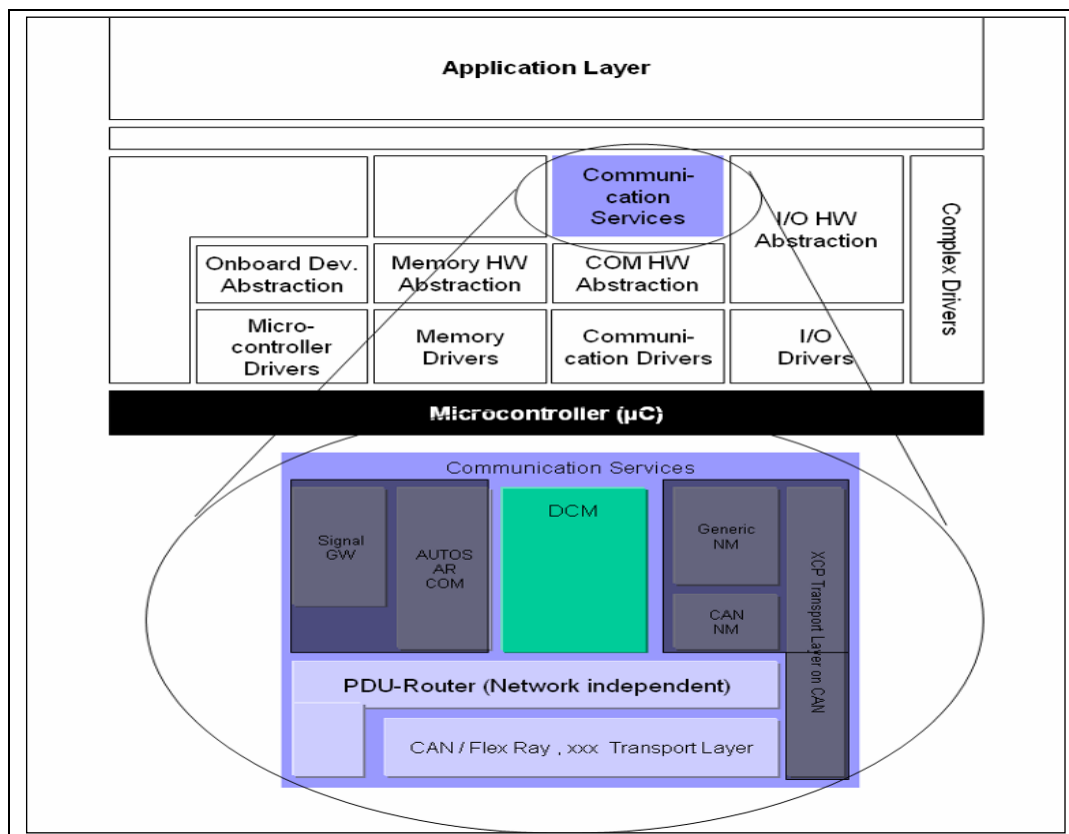 Application Layer
Communi-
cation
Services
I/O HW
Abstraction
Complex Drivers
Onboard Dev.
Abstraction
Memory HW
Abstraction
COM HW
Abstraction
Micro-
controller
Drivers
Memory
Drivers
Communi-
cation Drivers
I/O
Drivers
Microcontroller (µC)
Communication Services
Signal
GW
AUTOS
AR
COM
DCM
Generic
NM
CAN
NM
XCP Transport Layer on CAN
PDU-Router (Network independent)
CAN / Flex Ray , xxx Transport Layer